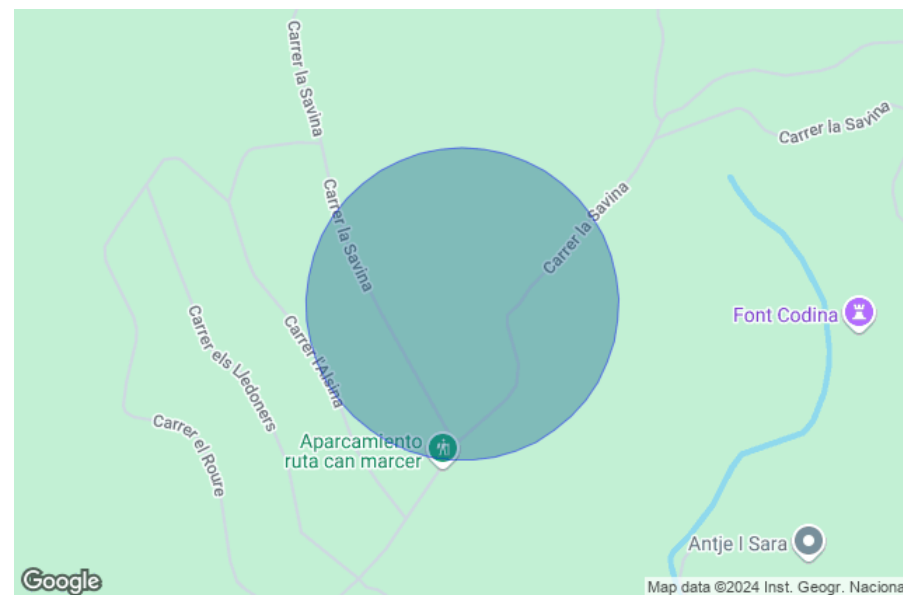 Carrer la Savina
Carrer la Savina
Carrer la Savina
Carrer la Savina
Font Codina
Carrer els Lledoners
Carrer l'Alsina
Carrer el Roure
Aparcamiento
ruta can marcer
Antje I Sara
Google
Map data ©2024 Inst. Geogr. Naciona